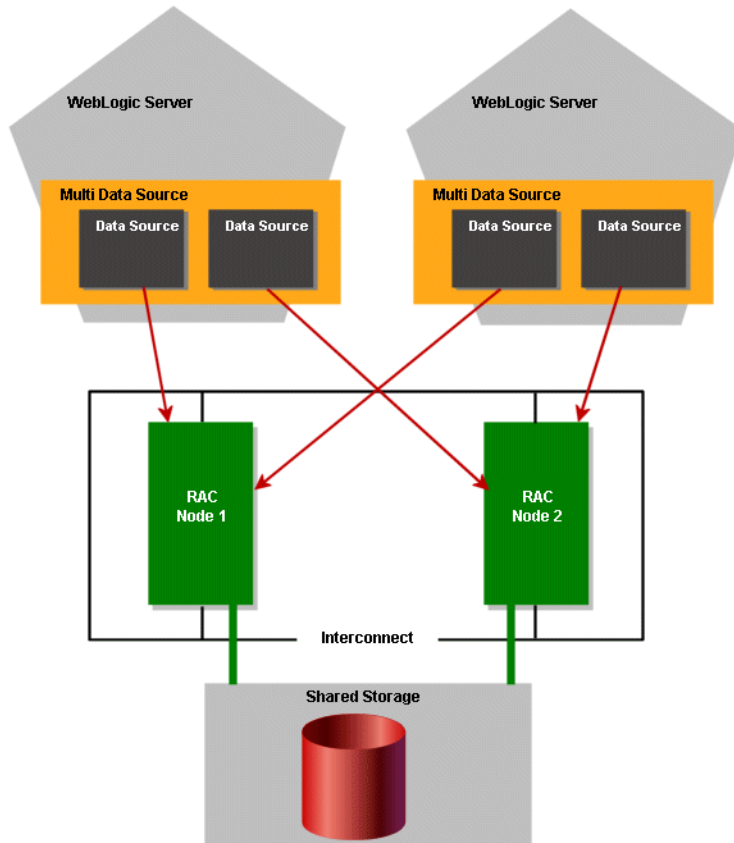 WebLogic Server
WebLogic Server
Multi Data Source
Multi Data Source
Data Source
Data Source
Data Source
Data Source
RAC
Node 1
RAC
Node 2
Interconnect
Shared Storage